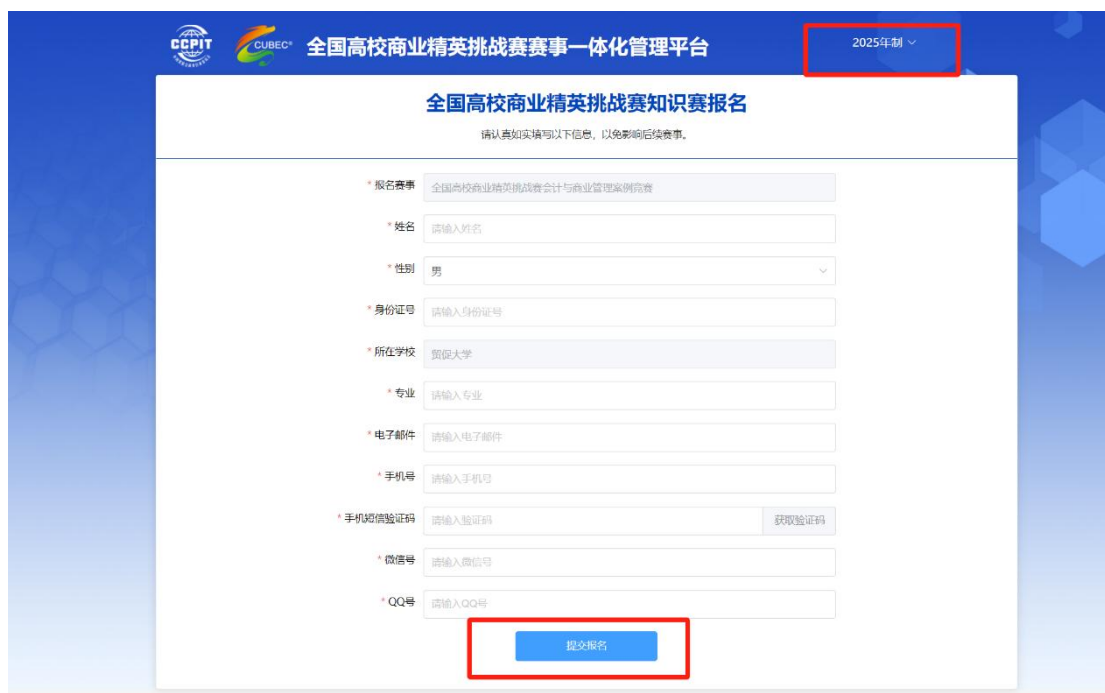 CCPIT CUBEC 全国高校商业精英挑战赛赛事一体化管理平台 2025年制
全国高校商业精英挑战赛知识赛报名
请认真如实填写以下信息，以免影响后续赛事。
* 报名赛事 全国高校商业精英挑战赛会计与商业管理案例竞赛
* 姓名 请输入姓名
* 性别 男
* 身份证号 请输入身份证号
* 所在学校 贸促大学
* 专业 请输入专业
* 电子邮件 请输入电子邮件
* 手机号 请输入手机号
* 手机短信验证码 请输入验证码 获取验证码
* 微信号 请输入微信号
* QQ号 请输入QQ号
提交报名